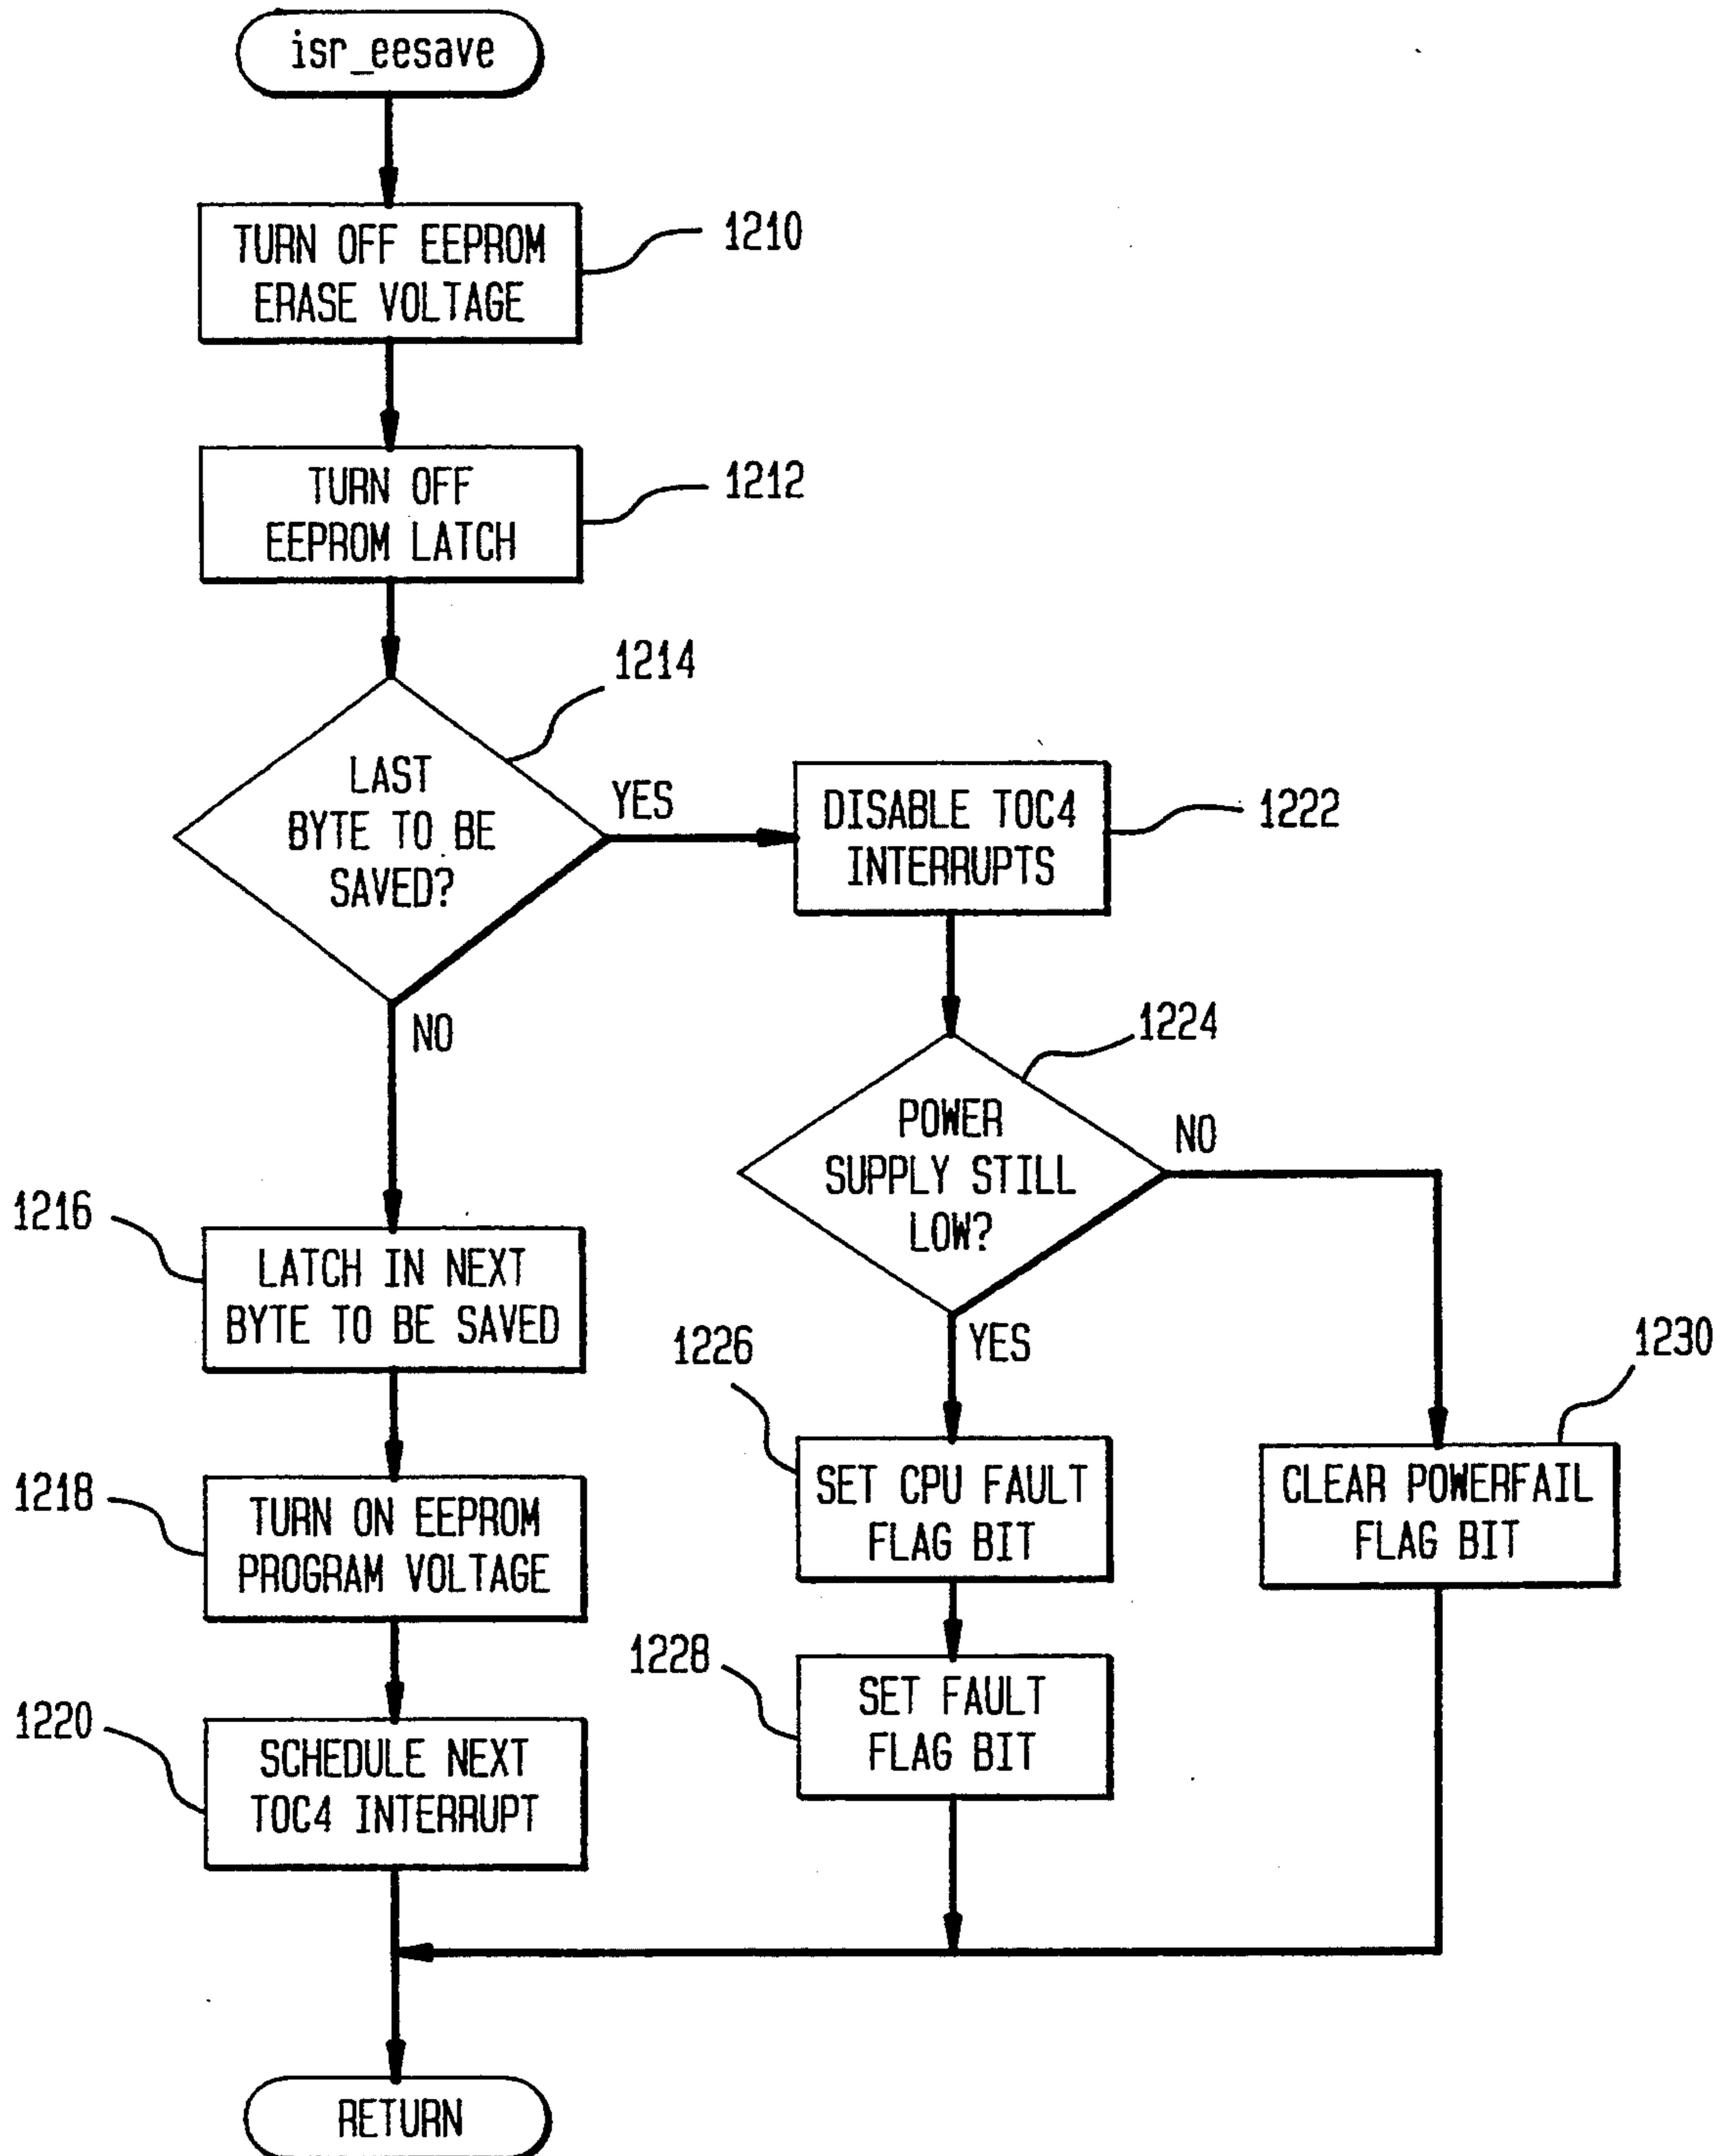 isr_eesave
TURN OFF EEPROM
ERASE VOLTAGE
1210
TURN OFF
EEPROM LATCH
1212
1214
LAST
BYTE TO BE
SAVED?
YES
NO
DISABLE TOC4
INTERRUPTS
1222
1224
POWER
SUPPLY STILL
LOW?
NO
YES
1216
LATCH IN NEXT
BYTE TO BE SAVED
1218
TURN ON EEPROM
PROGRAM VOLTAGE
1220
SCHEDULE NEXT
TOC4 INTERRUPT
1226
SET CPU FAULT
FLAG BIT
1228
SET FAULT
FLAG BIT
1230
CLEAR POWERFAIL
FLAG BIT
RETURN